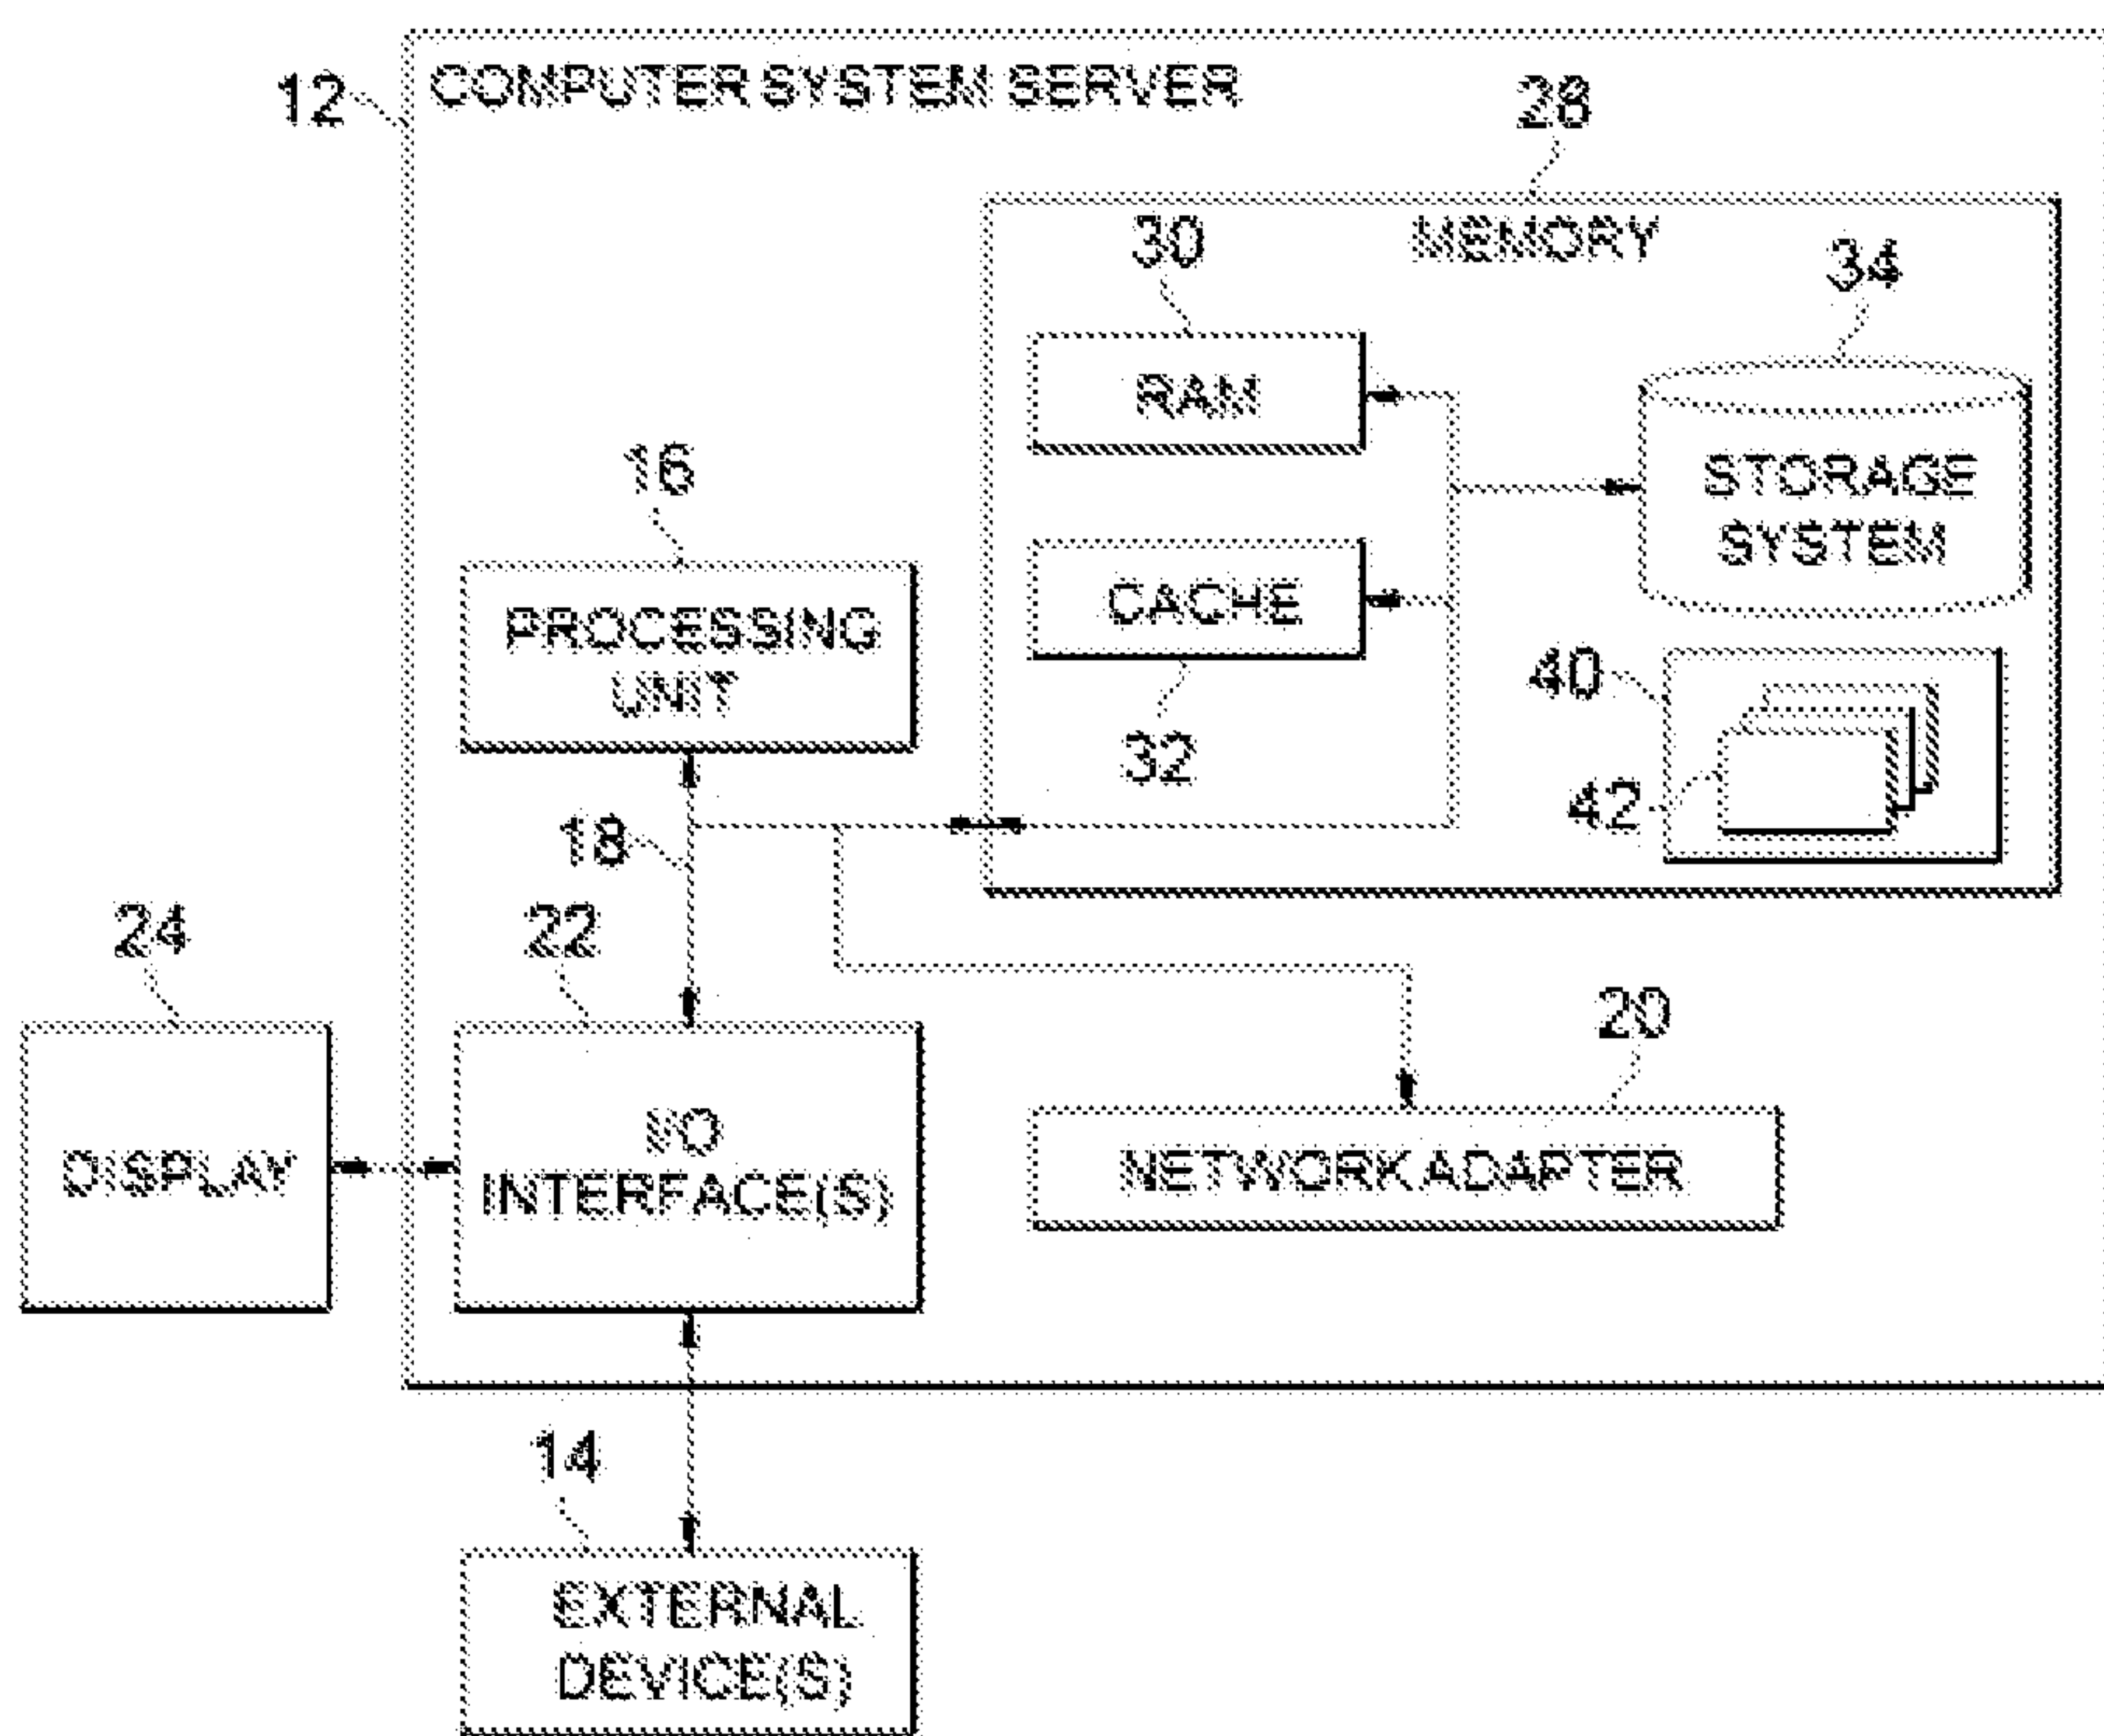 12
COMPUTER SYSTEM SERVER
28
MEMORY
30
34
RAM
STORAGE
SYSTEM
16
PROCESSING
UNIT
CACHE
32
40
42
18
24
22
20
DISPLAY
I/O
INTERFACE(S)
NETWORK ADAPTER
14
EXTERNAL
DEVICE(S)